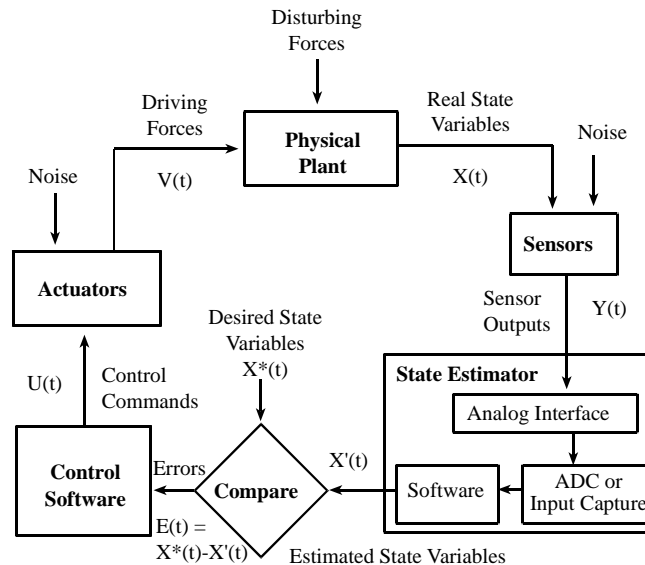 Disturbing
Forces
Driving
Forces
Real State
Variables
Physical
Plant
Noise
Noise
V(t)
X(t)
Sensors
Actuators
Sensor
Outputs
Y(t)
Desired State
Variables
X*(t)
U(t)
Control
Commands
State Estimator
Analog Interface
Control
Software
Errors
Compare
X'(t)
Software
ADC or
Input Capture
E(t) =
X*(t)-X'(t)
Estimated State Variables